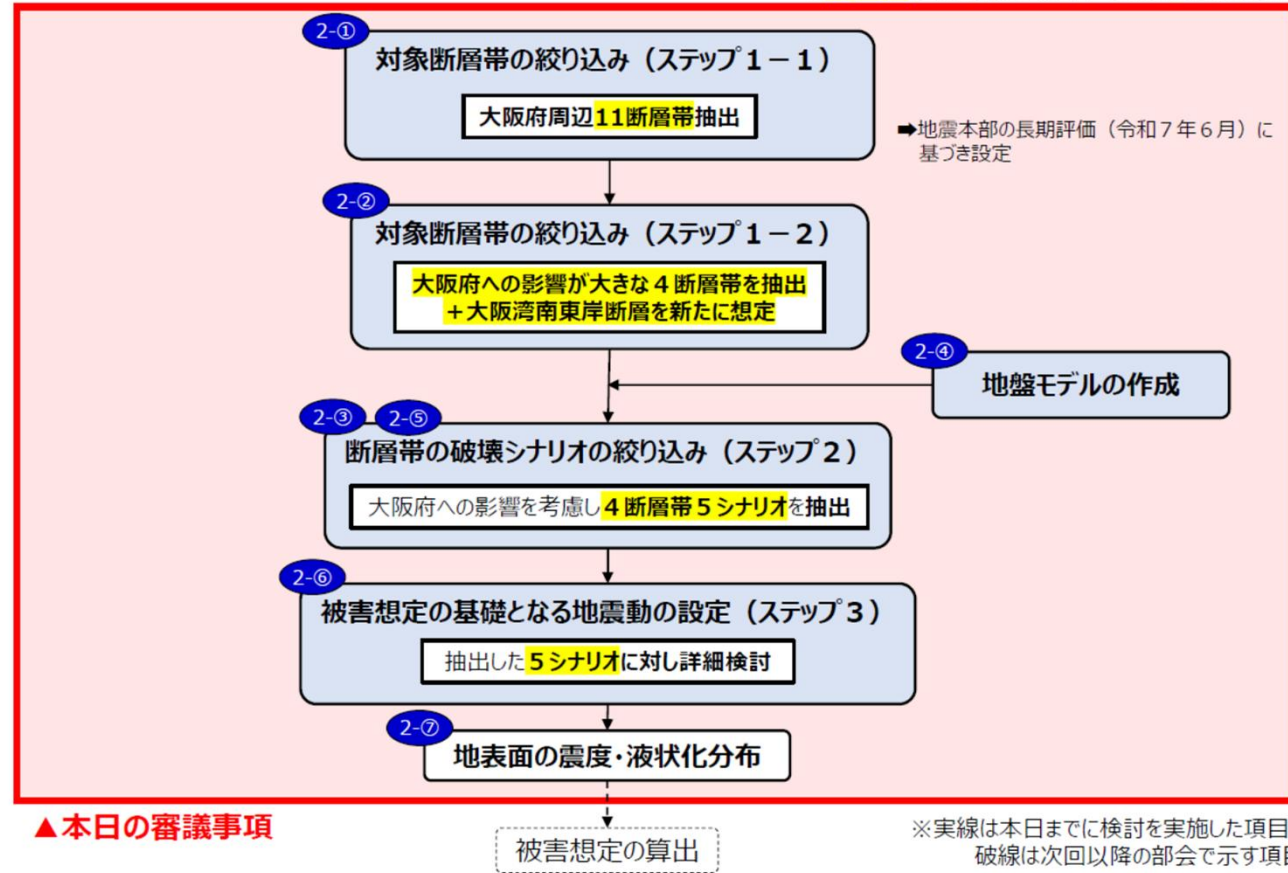 2-①
対象断層帯の絞り込み（ステップ１－１）
大阪府周辺11断層帯抽出
➡地震本部の長期評価（令和７年６月）に
基づき設定
2-②
対象断層帯の絞り込み（ステップ１－２）
大阪府への影響が大きな４断層帯を抽出
＋大阪湾南東岸断層を新たに想定
2-④
地盤モデルの作成
2-③ 2-⑤
断層帯の破壊シナリオの絞り込み（ステップ２）
大阪府への影響を考慮し４断層帯５シナリオを抽出
2-⑥
被害想定の基礎となる地震動の設定（ステップ３）
抽出した５シナリオに対し詳細検討
2-⑦
地表面の震度・液状化分布
▲本日の審議事項
被害想定の算出
※実線は本日までに検討を実施した項目
破線は次回以降の部会で示す項目